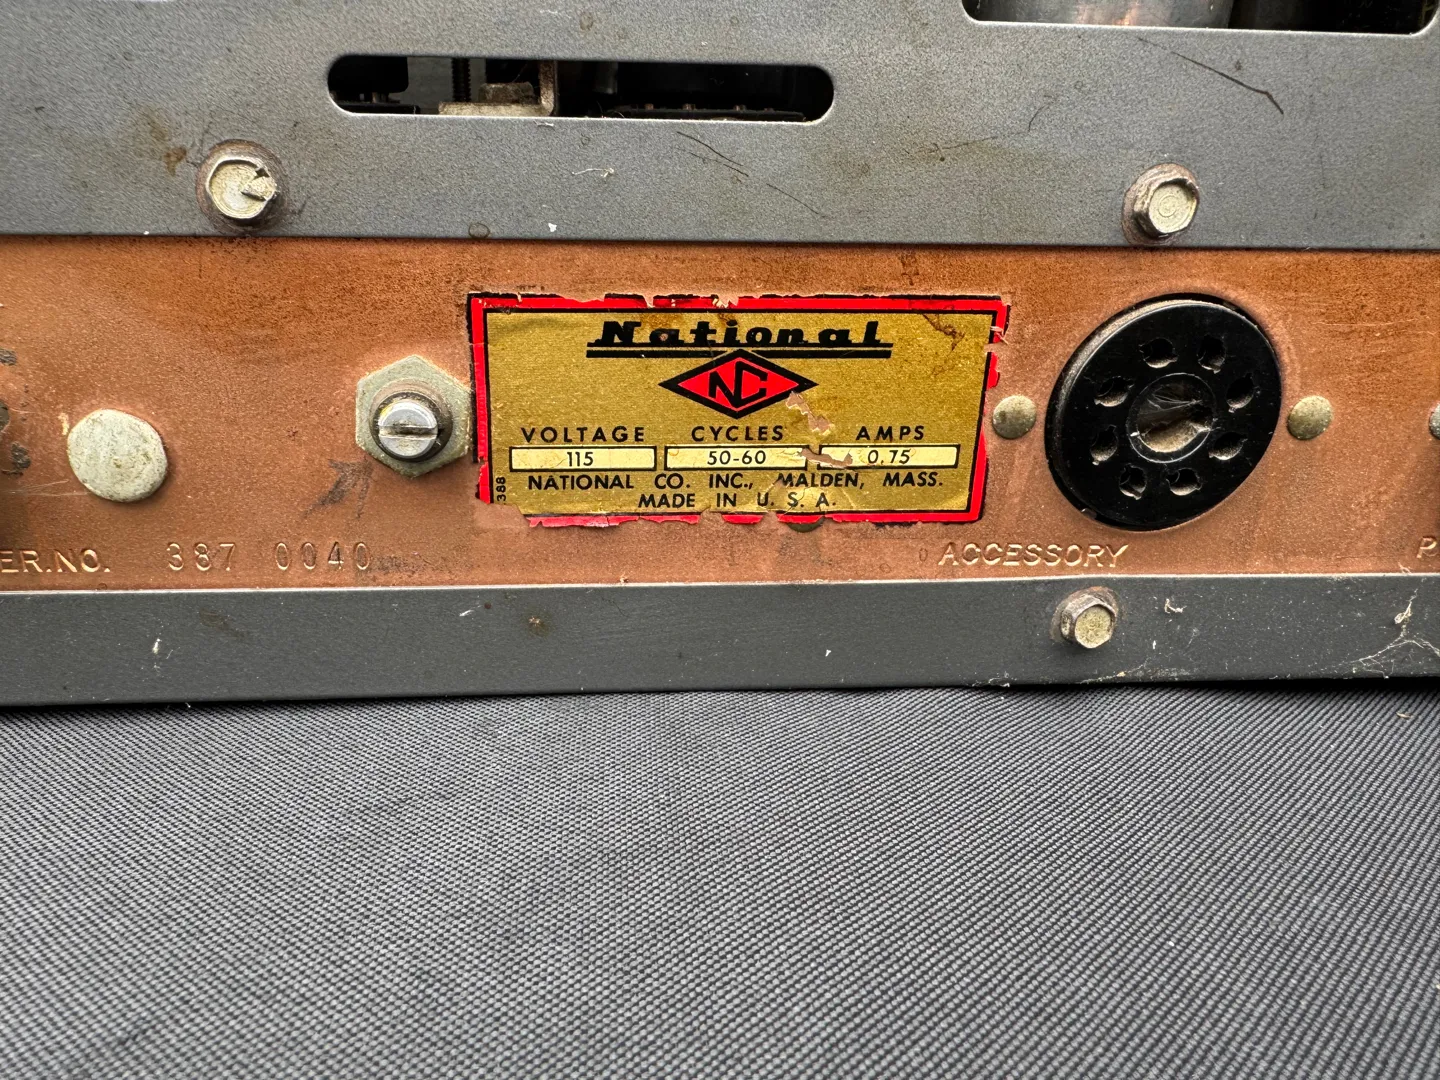 National
NC
VOLTAGE CYCLES AMPS
115 50-60 0.75
NATIONAL CO. INC., MALDEN, MASS.
MADE IN U. S. A.
388
ER.NO. 387 0040
ACCESSORY
P